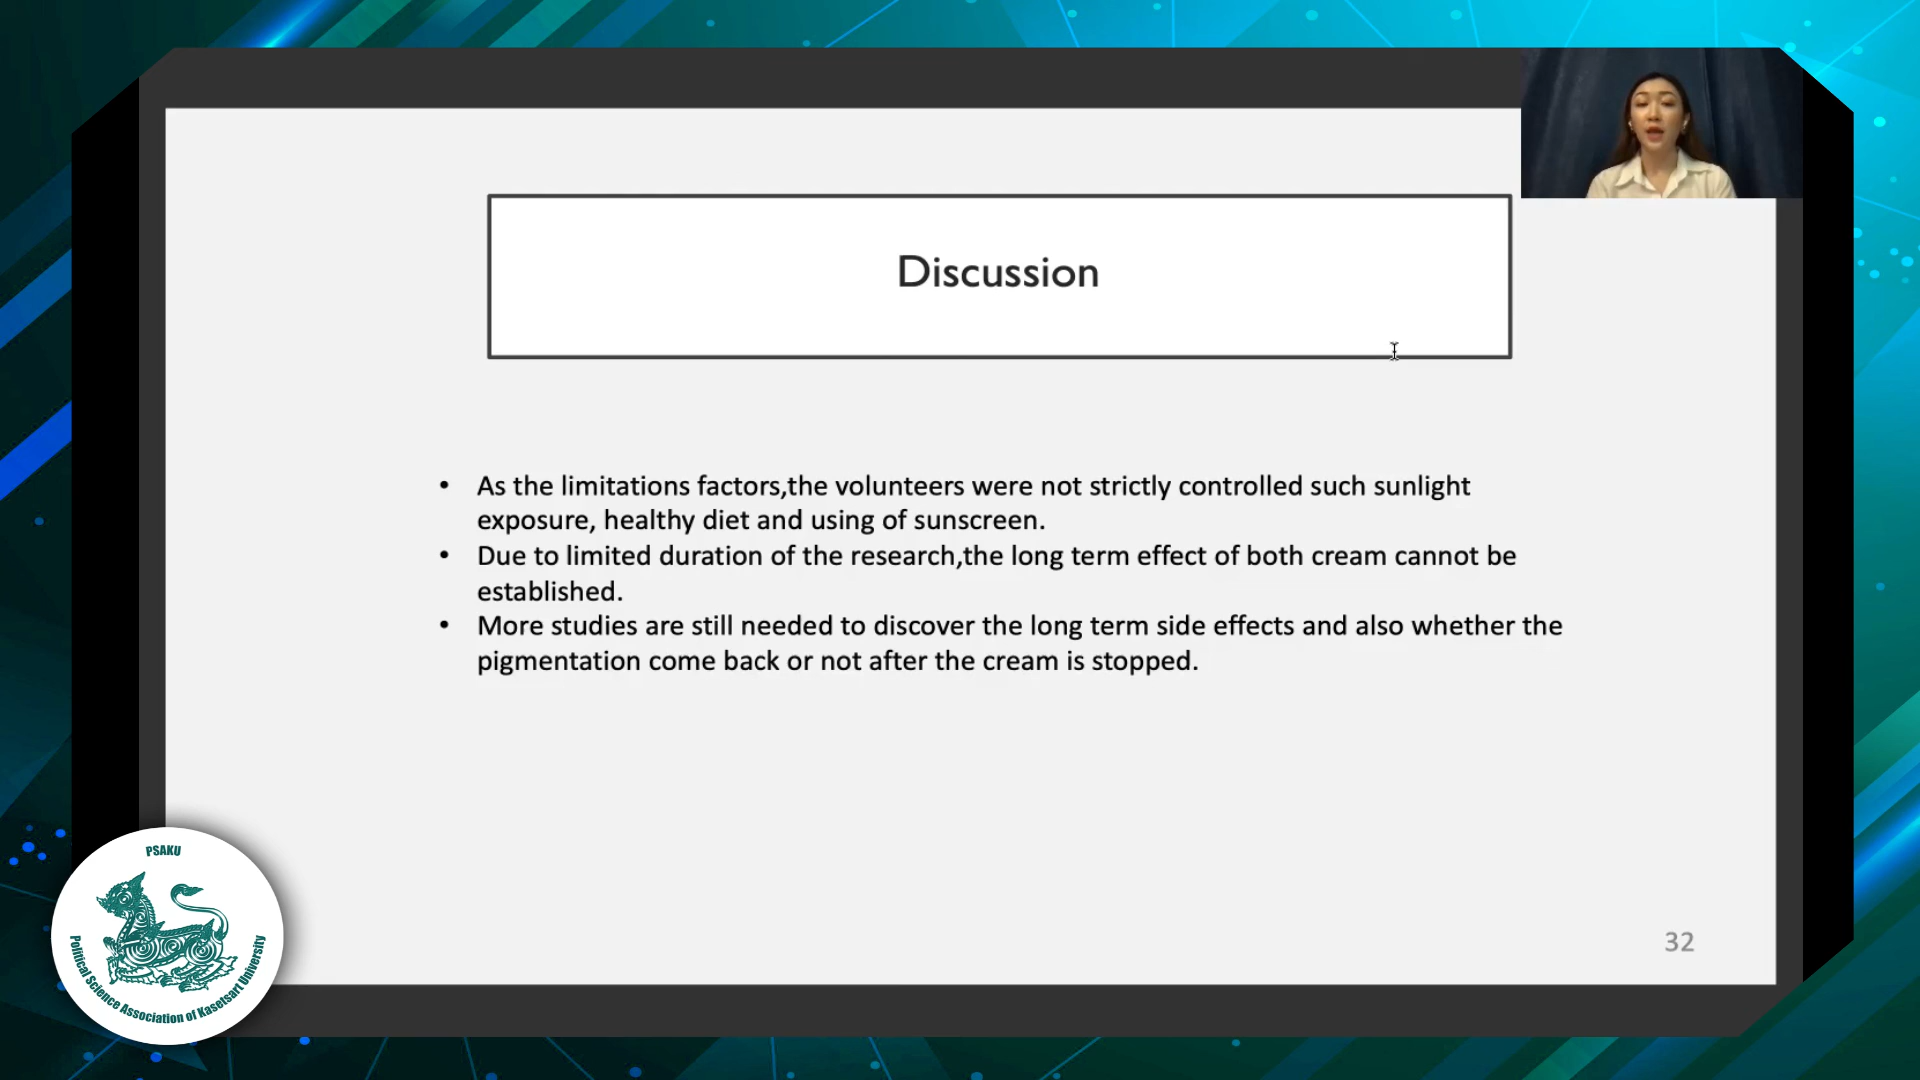 Discussion
• As the limitations factors,the volunteers were not strictly controlled such sunlight
exposure, healthy diet and using of sunscreen.
• Due to limited duration of the research,the long term effect of both cream cannot be
established.
• More studies are still needed to discover the long term side effects and also whether the
pigmentation come back or not after the cream is stopped.
32
PSAKU
Political Science Association of Kasetsart University